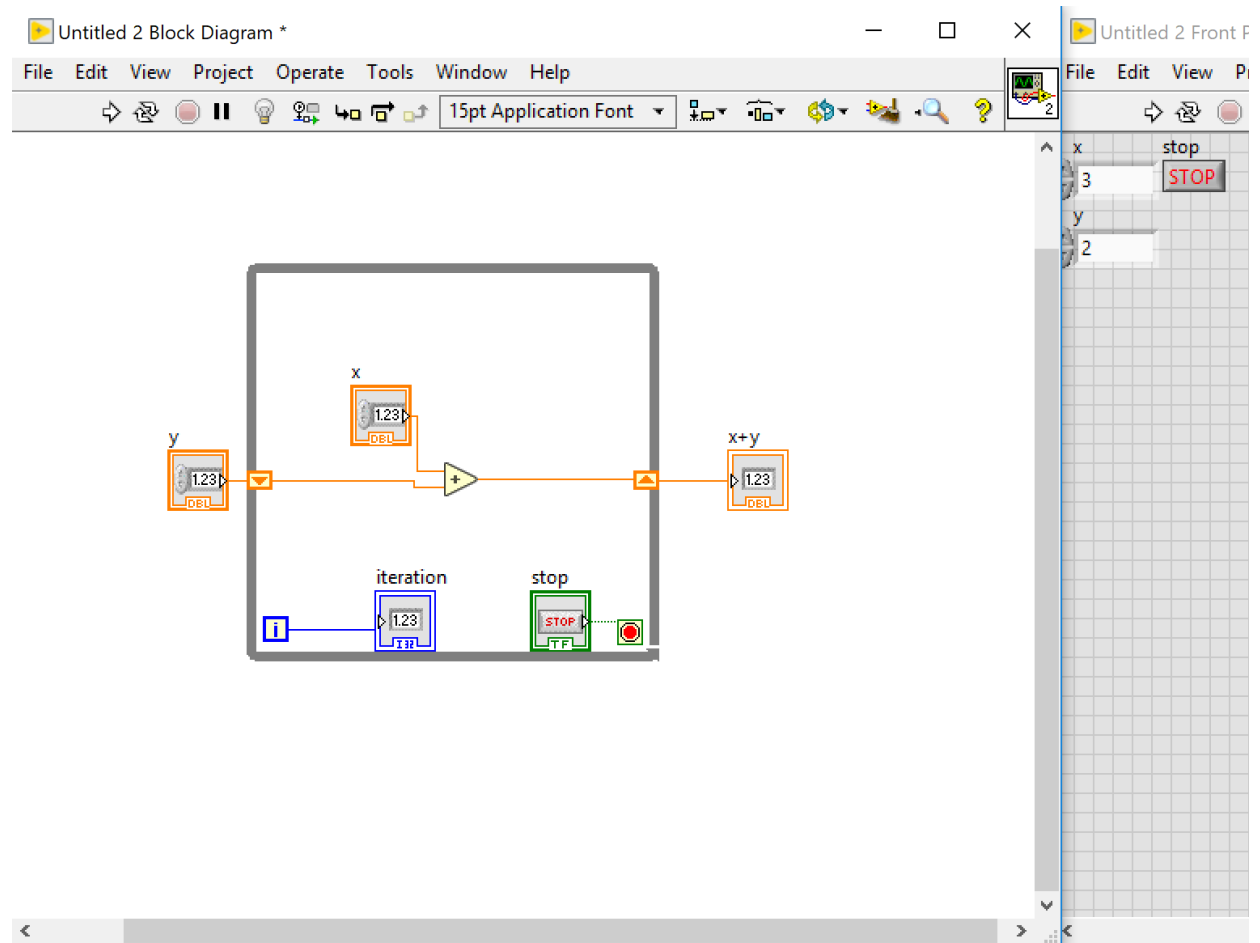 Untitled 2 Block Diagram *
File Edit View Project Operate Tools Window Help
15pt Application Font
2
x
1.23
DBL
y
1.23
DBL
+
x+y
1.23
DBL
iteration
i
1.23
I32
stop
STOP
TF
Untitled 2 Front P
File Edit View Pr
x
3
stop
STOP
y
2